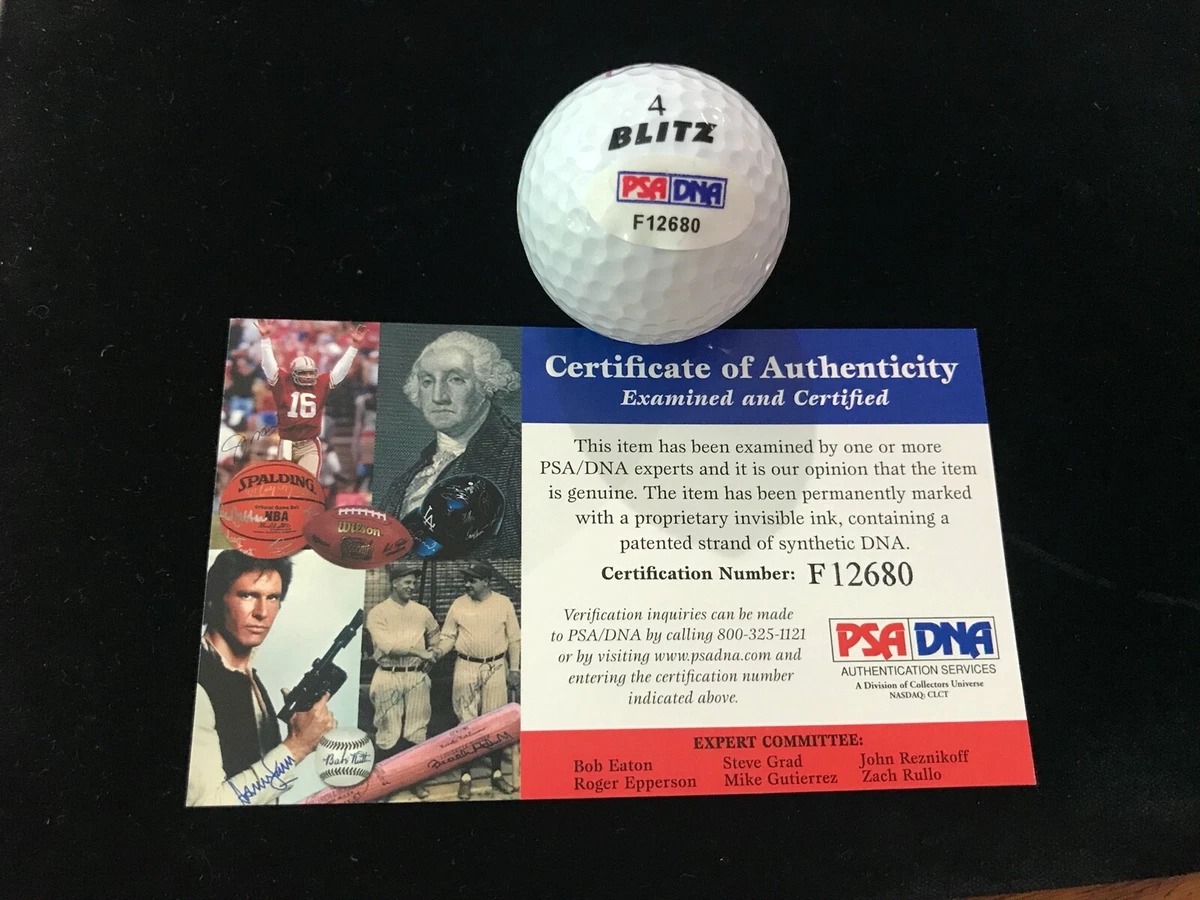 4
BLITZ
PSA DNA
F12680
Certificate of Authenticity
Examined and Certified
This item has been examined by one or more
PSA/DNA experts and it is our opinion that the item
is genuine. The item has been permanently marked
with a proprietary invisible ink, containing a
patented strand of synthetic DNA.
Certification Number: F12680
Verification inquiries can be made
to PSA/DNA by calling 800-325-1121
or by visiting www.psadna.com and
entering the certification number
indicated above.
PSA DNA
AUTHENTICATION SERVICES
A Division of Collectors Universe
NASDAQ: CLCT
EXPERT COMMITTEE:
Bob Eaton
Steve Grad
John Reznikoff
Roger Epperson
Mike Gutierrez
Zach Rullo
16
SPALDING
NBA
Wilson
LA
Babe Ruth